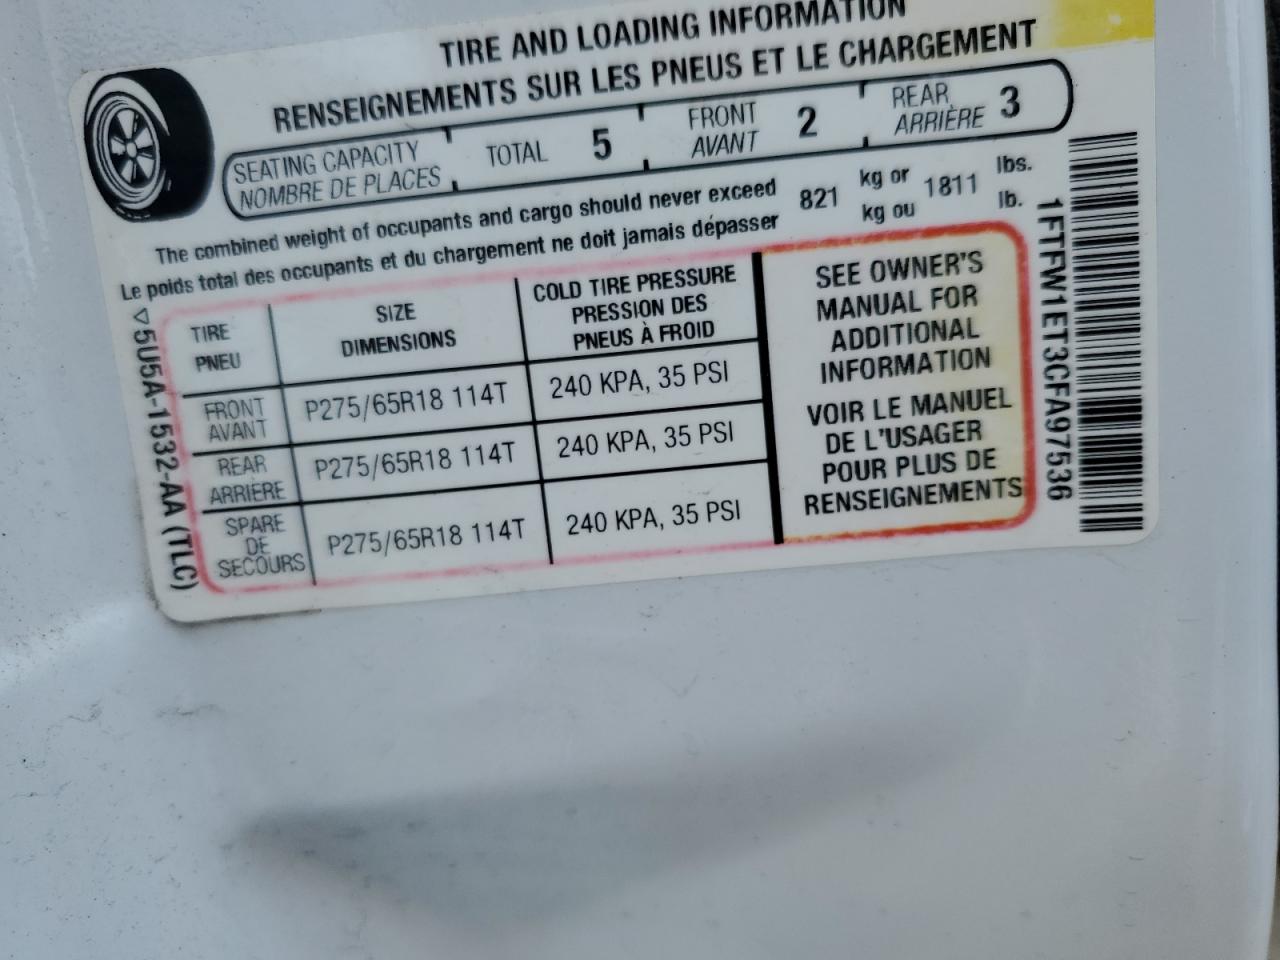 TIRE AND LOADING INFORMATION
RENSEIGNEMENTS SUR LES PNEUS ET LE CHARGEMENT
SEATING CAPACITY
NOMBRE DE PLACES
TOTAL 5
FRONT
AVANT
2
REAR
ARRIÈRE
3
The combined weight of occupants and cargo should never exceed
Le poids total des occupants et du chargement ne doit jamais dépasser
821 kg or 1811 lbs.
kg ou lb.
TIRE
PNEU
SIZE
DIMENSIONS
COLD TIRE PRESSURE
PRESSION DES
PNEUS À FROID
FRONT
AVANT
P275/65R18 114T
240 KPA, 35 PSI
REAR
ARRIÈRE
P275/65R18 114T
240 KPA, 35 PSI
SPARE
DE
SECOURS
P275/65R18 114T
240 KPA, 35 PSI
SEE OWNER'S
MANUAL FOR
ADDITIONAL
INFORMATION
VOIR LE MANUEL
DE L'USAGER
POUR PLUS DE
RENSEIGNEMENTS
▽5U5A-1532-AA (TLC)
1FTFW1ET3CFA97536